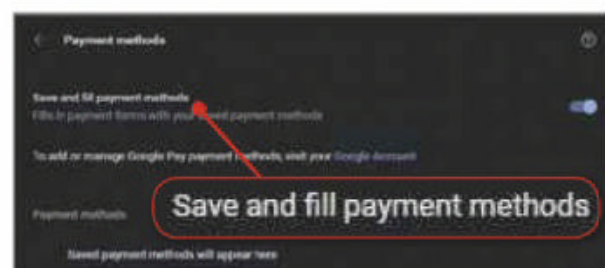 Payment methods
Save and fill payment methods
Fills in payment forms with your saved payment methods
To add or manage Google Pay payment methods, visit your Google Account
Save and fill payment methods
Payment methods
Saved payment methods will appear here